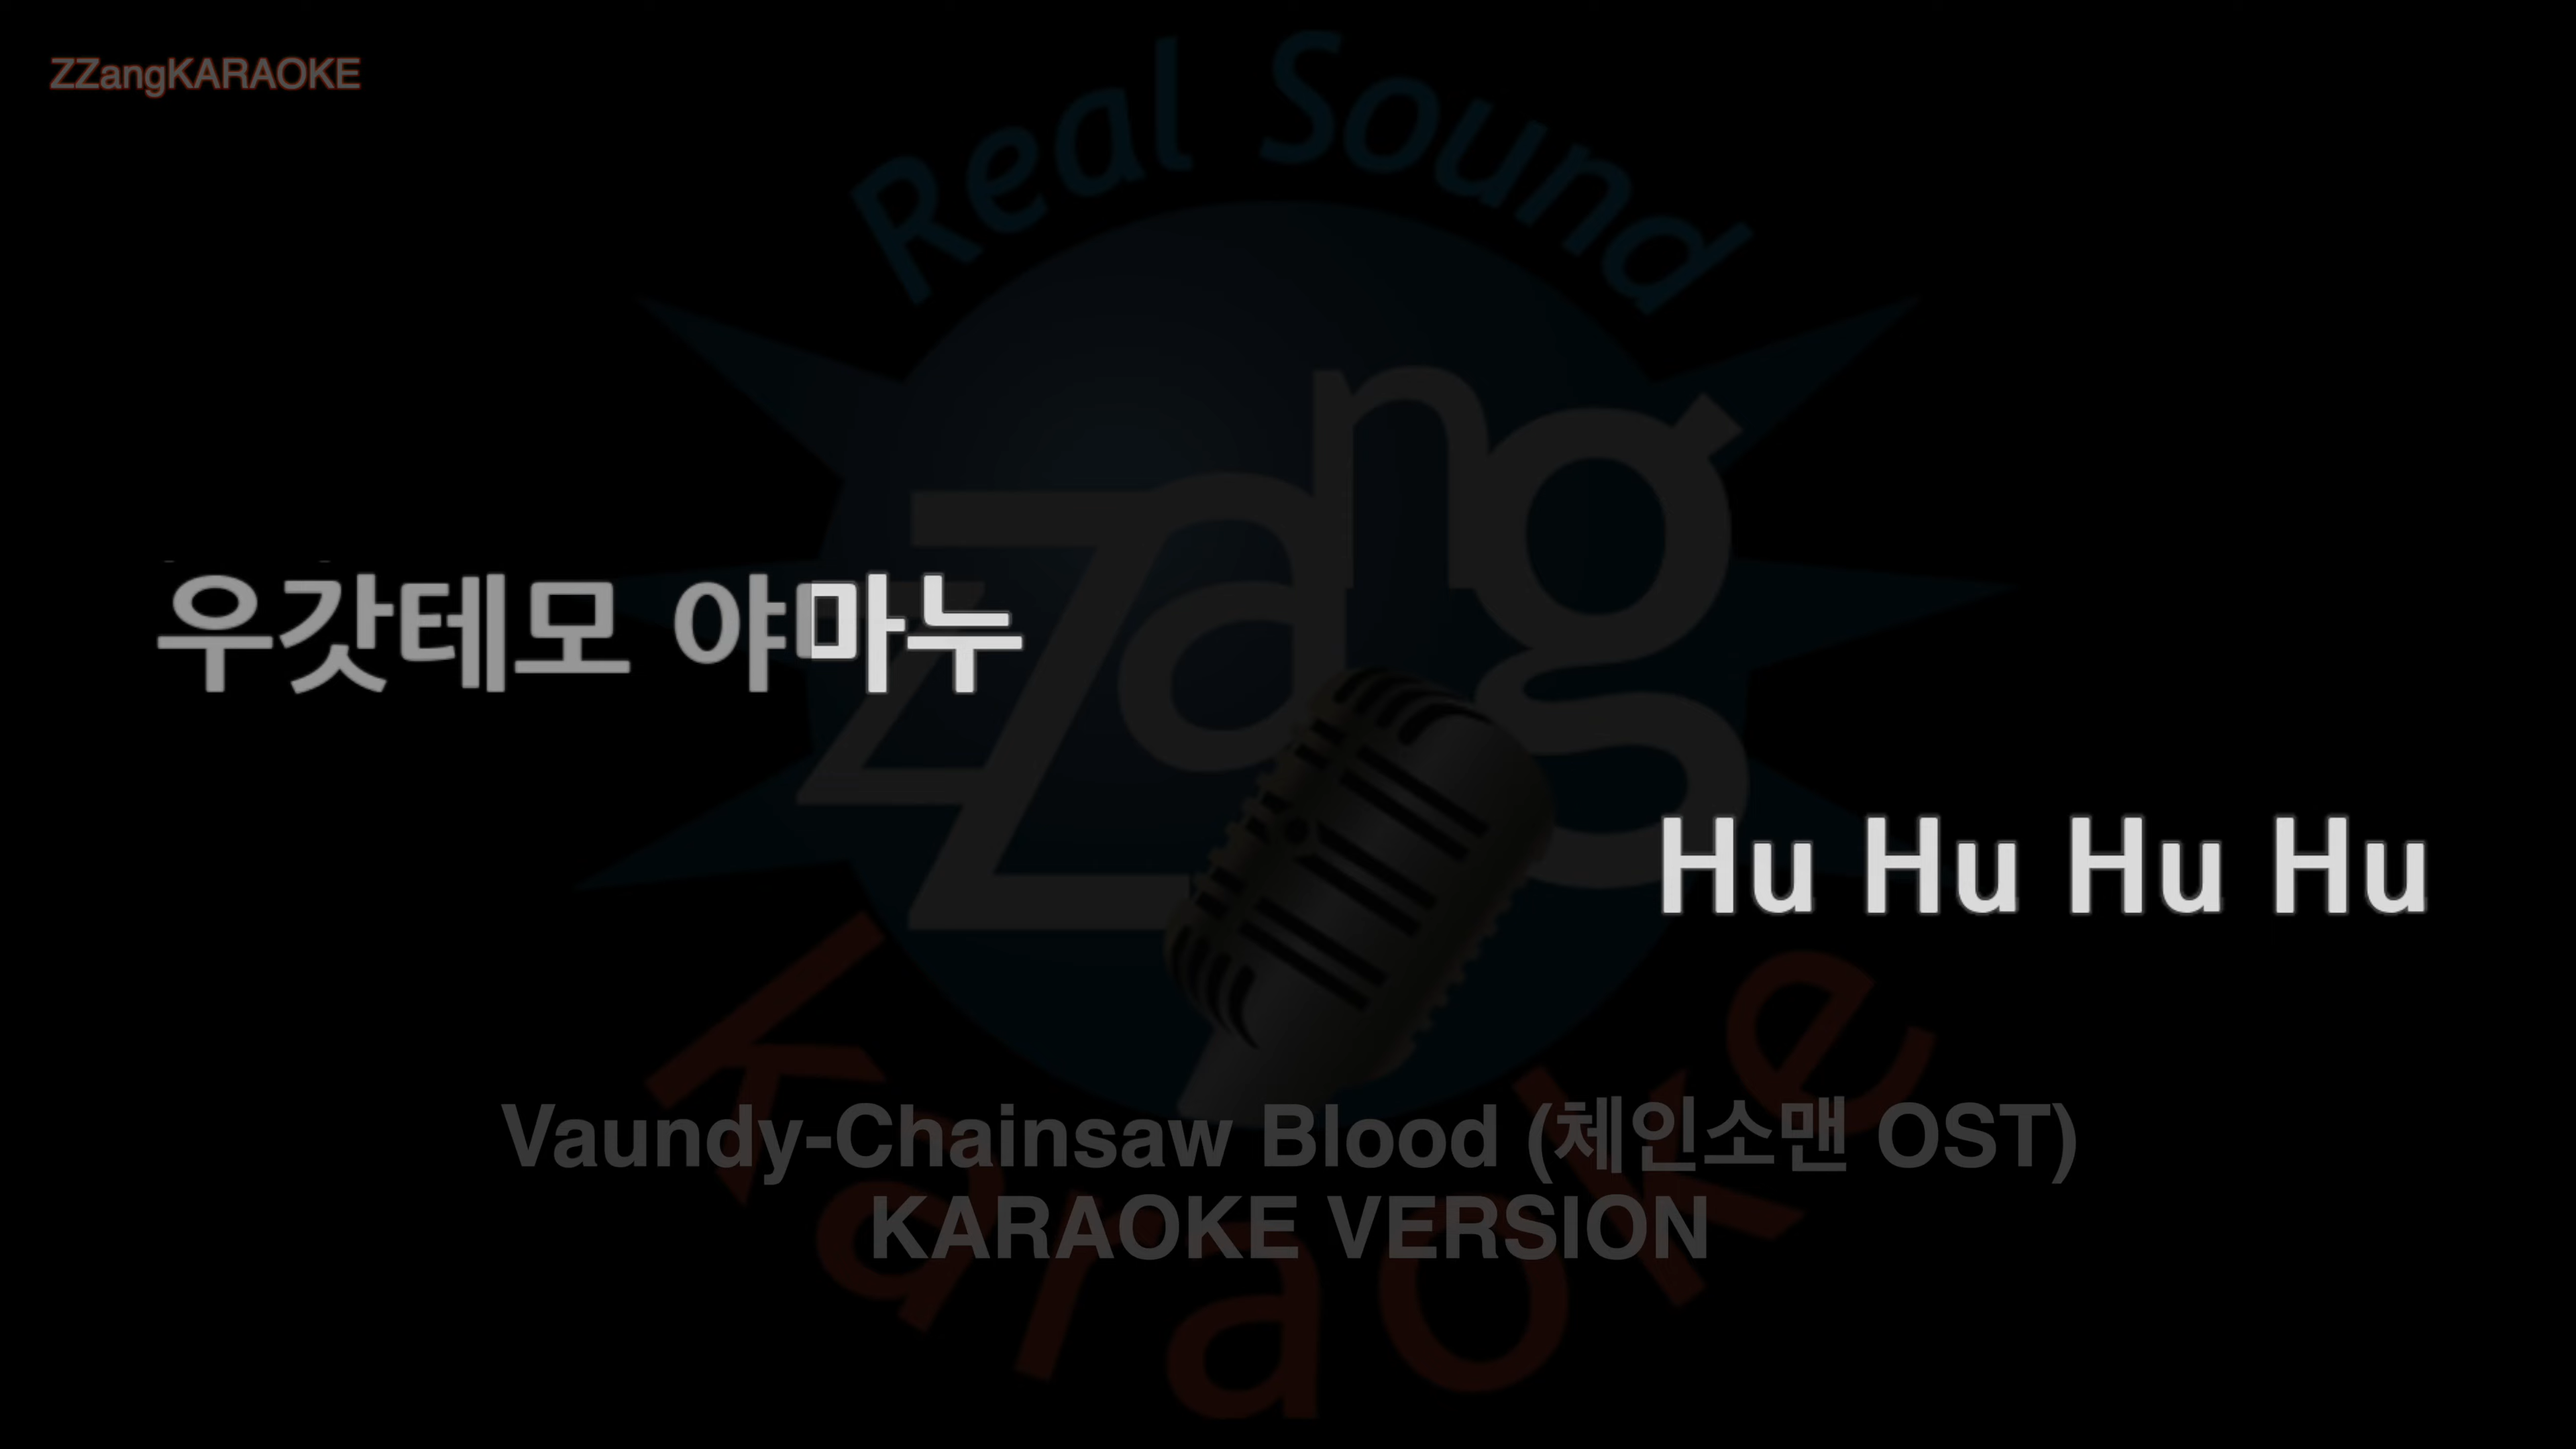 ZZangKARAOKE
Real Sound
zZang
우갓테모 야마누
Hu Hu Hu Hu
Karaoke
Vaundy-Chainsaw Blood (체인소맨 OST)
KARAOKE VERSION